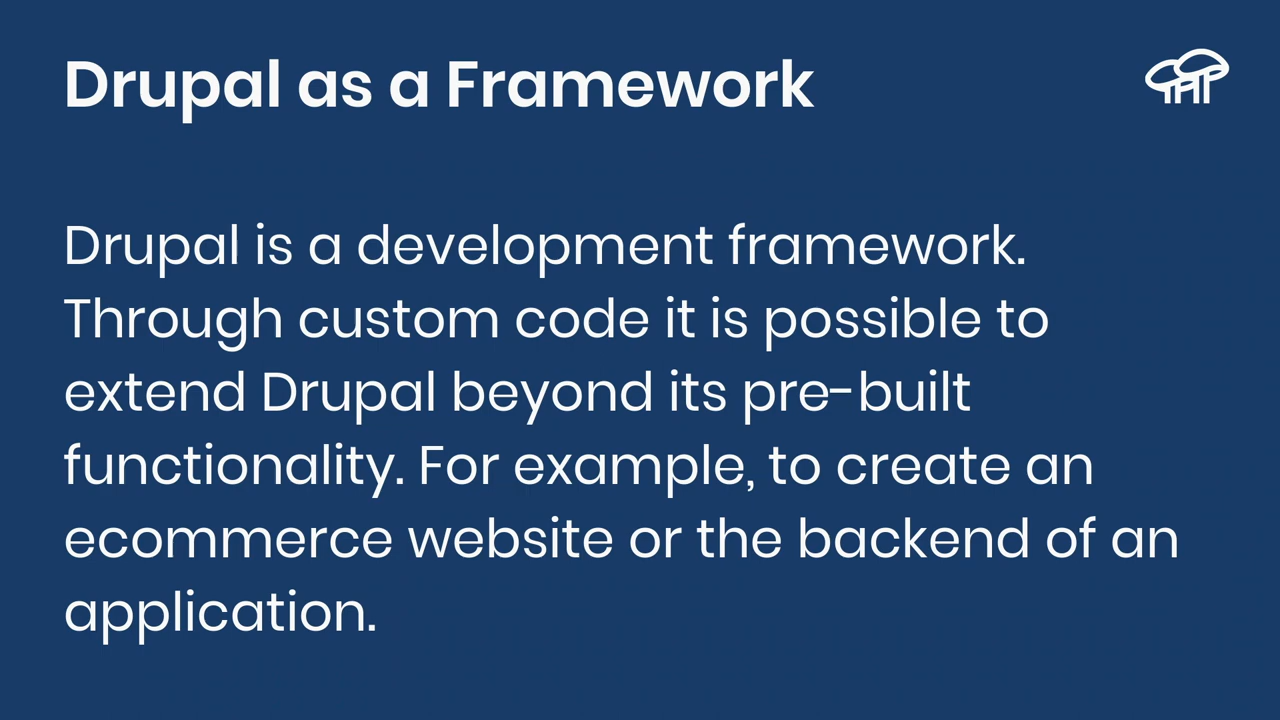 Drupal as a Framework
Drupal is a development framework.
Through custom code it is possible to
extend Drupal beyond its pre-built
functionality. For example, to create an
ecommerce website or the backend of an
application.